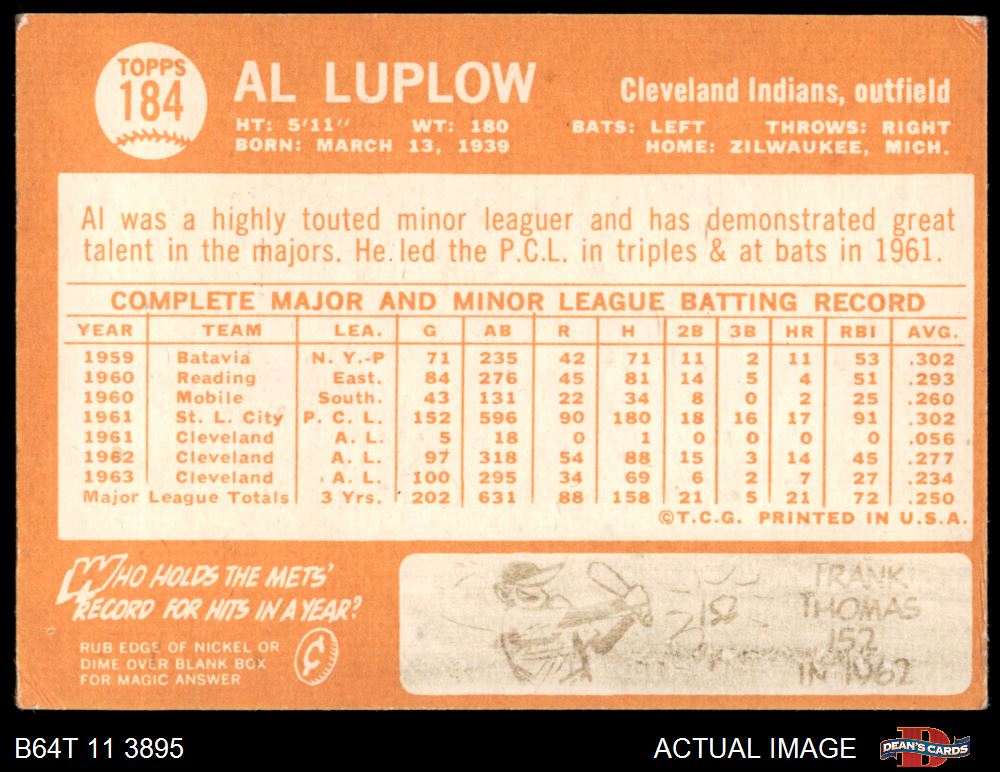 TOPPS
184
AL LUPLOW
Cleveland Indians, outfield
HT: 5'11" WT: 180 BATS: LEFT THROWS: RIGHT
BORN: MARCH 13, 1939 HOME: ZILWAUKEE, MICH.
Al was a highly touted minor leaguer and has demonstrated great
talent in the majors. He led the P.C.L. in triples & at bats in 1961.
COMPLETE MAJOR AND MINOR LEAGUE BATTING RECORD
YEAR TEAM LEA. G AB R H 2B 3B HR RBI AVG.
1959 Batavia N. Y.-P 71 235 42 71 11 2 11 53 .302
1960 Reading East. 84 276 45 81 14 5 4 51 .293
1960 Mobile South. 43 131 22 34 8 0 2 25 .260
1961 St. L. City P. C. L. 152 596 90 180 18 16 17 91 .302
1961 Cleveland A. L. 5 18 0 1 0 0 0 0 .056
1962 Cleveland A. L. 97 318 54 88 15 3 14 45 .277
1963 Cleveland A. L. 100 295 34 69 6 2 7 27 .234
Major League Totals 3 Yrs. 202 631 88 158 21 5 21 72 .250
©T.C.G. PRINTED IN U.S.A.
WHO HOLDS THE METS'
RECORD FOR HITS IN A YEAR?
RUB EDGE OF NICKEL OR
DIME OVER BLANK BOX
FOR MAGIC ANSWER
¢
152
FRANK
THOMAS
152
IN 1962
B64T 11 3895
ACTUAL IMAGE
D
DEAN'S CARDS